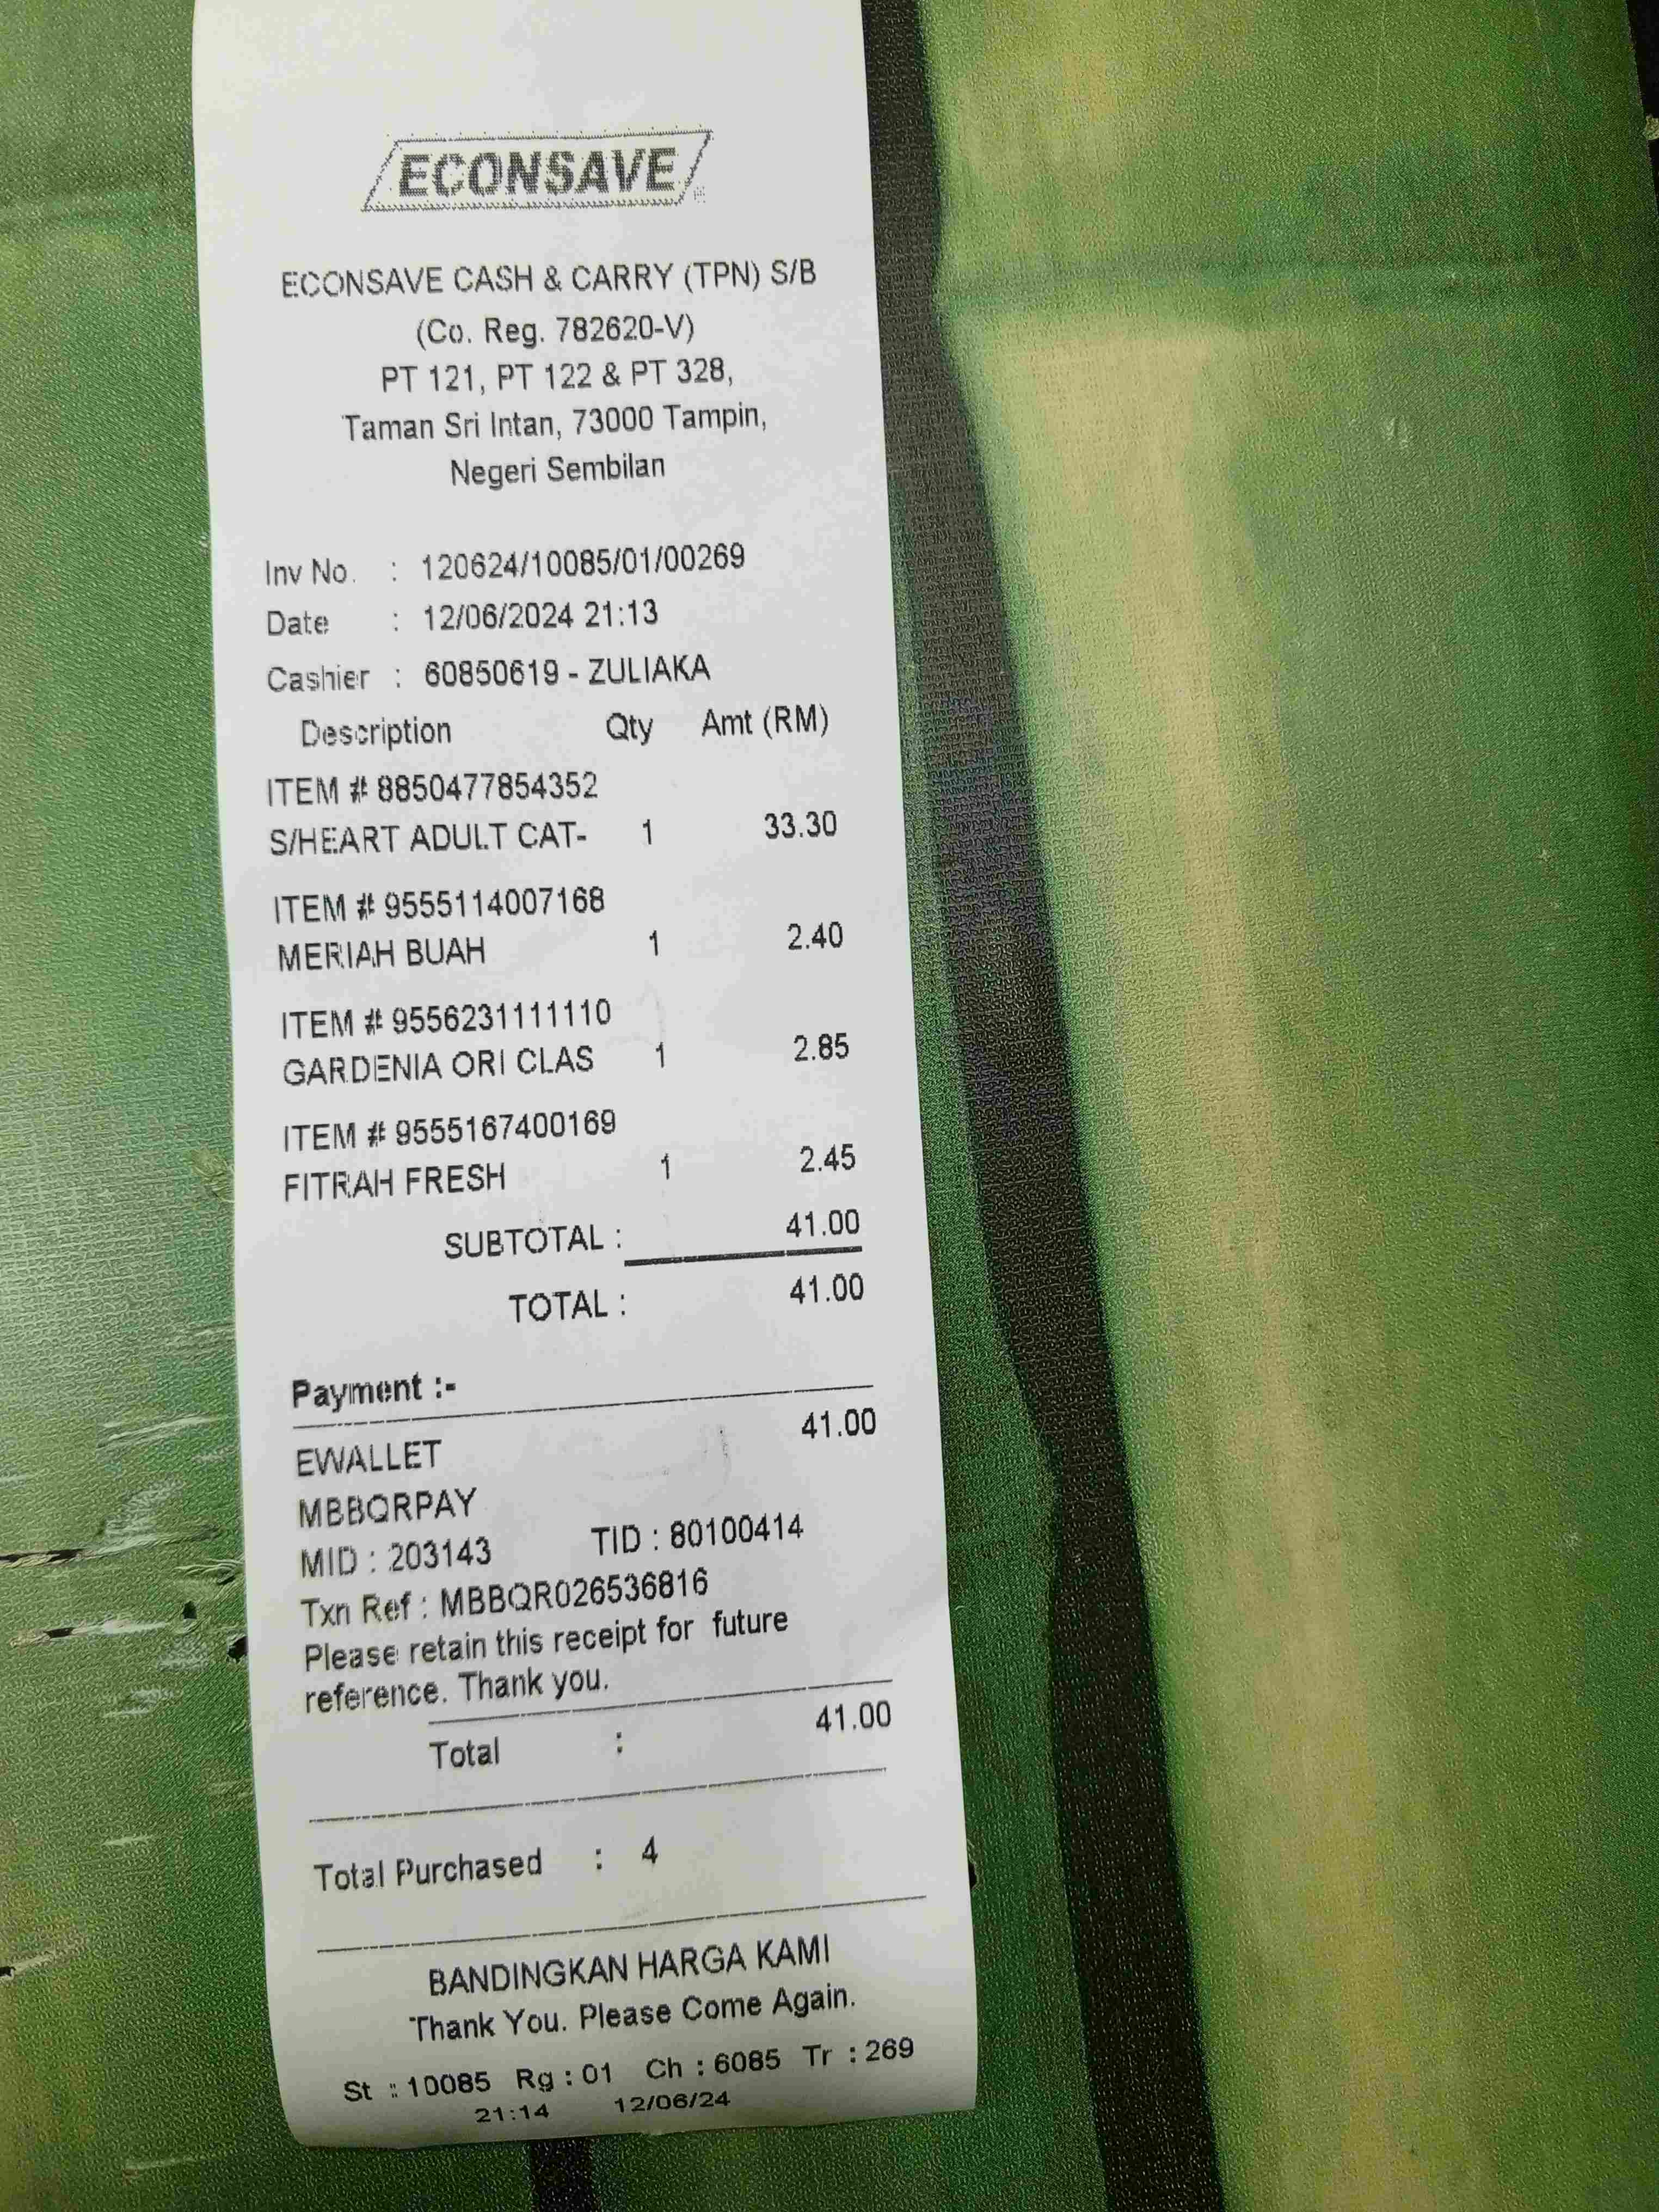 ECONSAVE
ECONSAVE CASH & CARRY (TPN) S/B
(Co. Reg. 782620-V)
PT 121, PT 122 & PT 328,
Taman Sri Intan, 73000 Tampin,
Negeri Sembilan
Inv No. : 120624/10085/01/00269
Date : 12/06/2024 21:13
Cashier : 60850619 - ZULIAKA
Description Qty Amt (RM)
ITEM # 8850477854352
S/HEART ADULT CAT- 1 33.30
ITEM # 9555114007168
MERIAH BUAH 1 2.40
ITEM # 9556231111110
GARDENIA ORI CLAS 1 2.85
ITEM # 9555167400169
FITRAH FRESH 1 2.45
SUBTOTAL : 41.00
TOTAL : 41.00
Payment :-
EWALLET 41.00
MBBQRPAY
MID : 203143 TID : 80100414
Txn Ref : MBBQR026536816
Please retain this receipt for future
reference. Thank you.
Total : 41.00
Total Purchased : 4
BANDINGKAN HARGA KAMI
Thank You. Please Come Again.
St : 10085 Rg : 01 Ch : 6085 Tr : 269
21:14 12/06/24